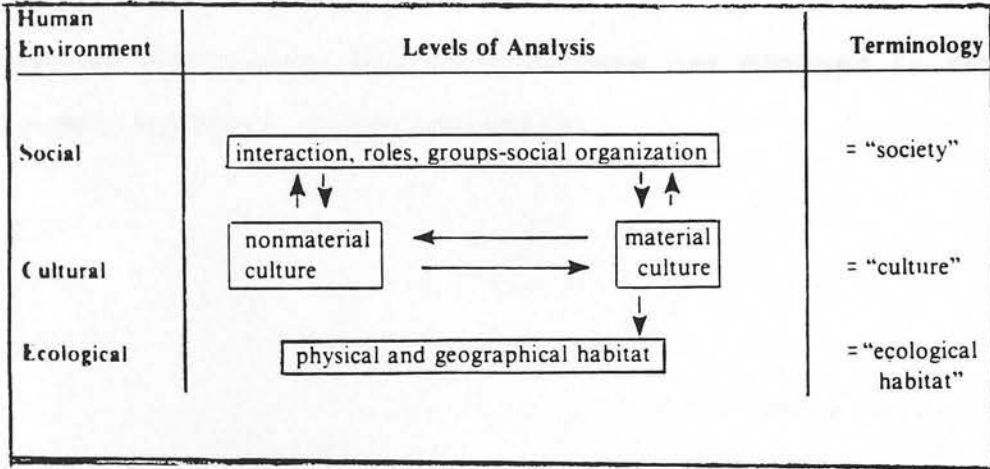 Human
Environment
Levels of Analysis
Terminology
Social
interaction, roles, groups-social organization
= "society"
nonmaterial
culture
material
culture
Cultural
= "culture"
Ecological
physical and geographical habitat
= "ecological
habitat"